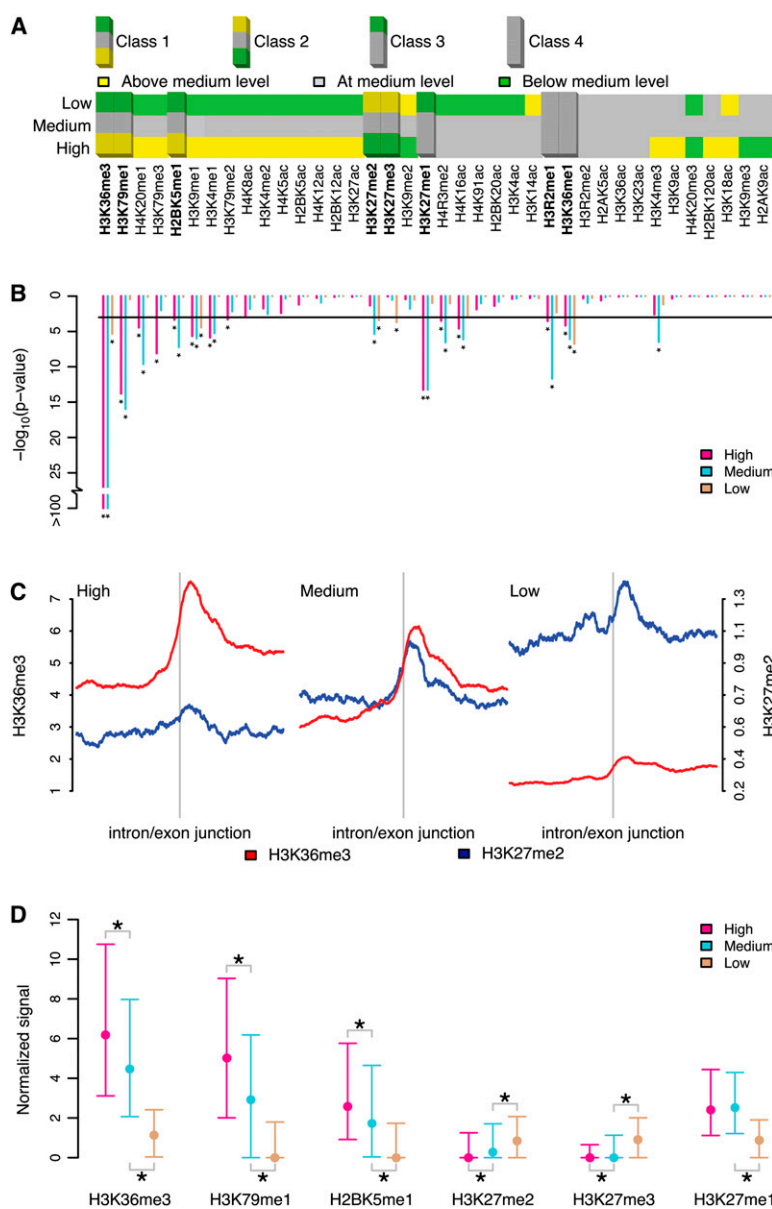 A
Class 1 Class 2 Class 3 Class 4
Above medium level At medium level Below medium level
Low
Medium
High
H3K36me3
H3K79me1
H4K20me1
H3K79me3
H2BK5me1
H3K9me1
H3K4me1
H3K79me2
H4K8ac
H3K4me2
H4K5ac
H2BK5ac
H4K12ac
H2BK12ac
H3K27ac
H3K27me2
H3K27me3
H3K9me2
H3K27me1
H4R3me2
H4K16ac
H4K91ac
H2BK20ac
H3K4ac
H3K14ac
H3R2me1
H3K36me1
H3R2me2
H2AK5ac
H3K36ac
H3K23ac
H3K4me3
H3K9ac
H4K20me3
H2BK120ac
H3K18ac
H3K9me3
H2AK9ac
B
0
5
10
15
20
25
>100
−log10(p-value)
High
Medium
Low
C
High Medium Low
7
6
5
4
3
2
1
H3K36me3
1.3
1.1
0.9
0.7
0.6
0.4
0.2
H3K27me2
intron/exon junction intron/exon junction intron/exon junction
H3K36me3 H3K27me2
D
12
10
8
6
4
2
0
Normalized signal
High
Medium
Low
* * * * *
* * * * * *
H3K36me3 H3K79me1 H2BK5me1 H3K27me2 H3K27me3 H3K27me1